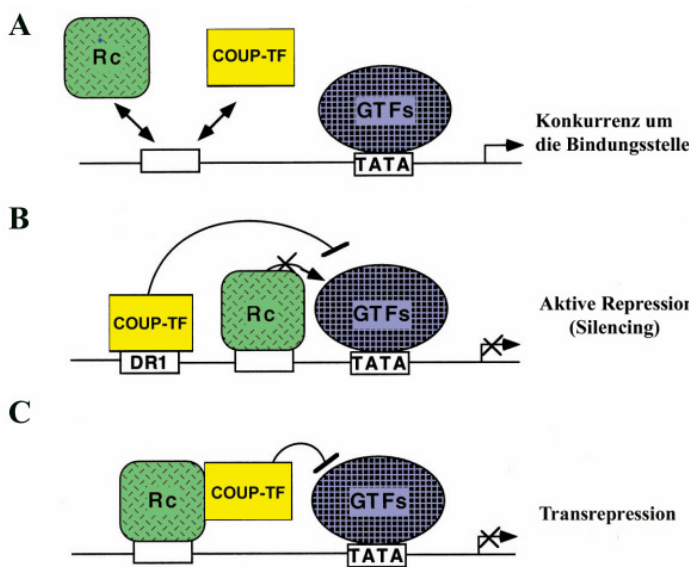 A
Rc
COUP-TF
GTFs
TATA
Konkurrenz um
die Bindungsstelle
B
COUP-TF
DR1
Rc
GTFs
TATA
Aktive Repression
(Silencing)
C
Rc
COUP-TF
GTFs
TATA
Transrepression